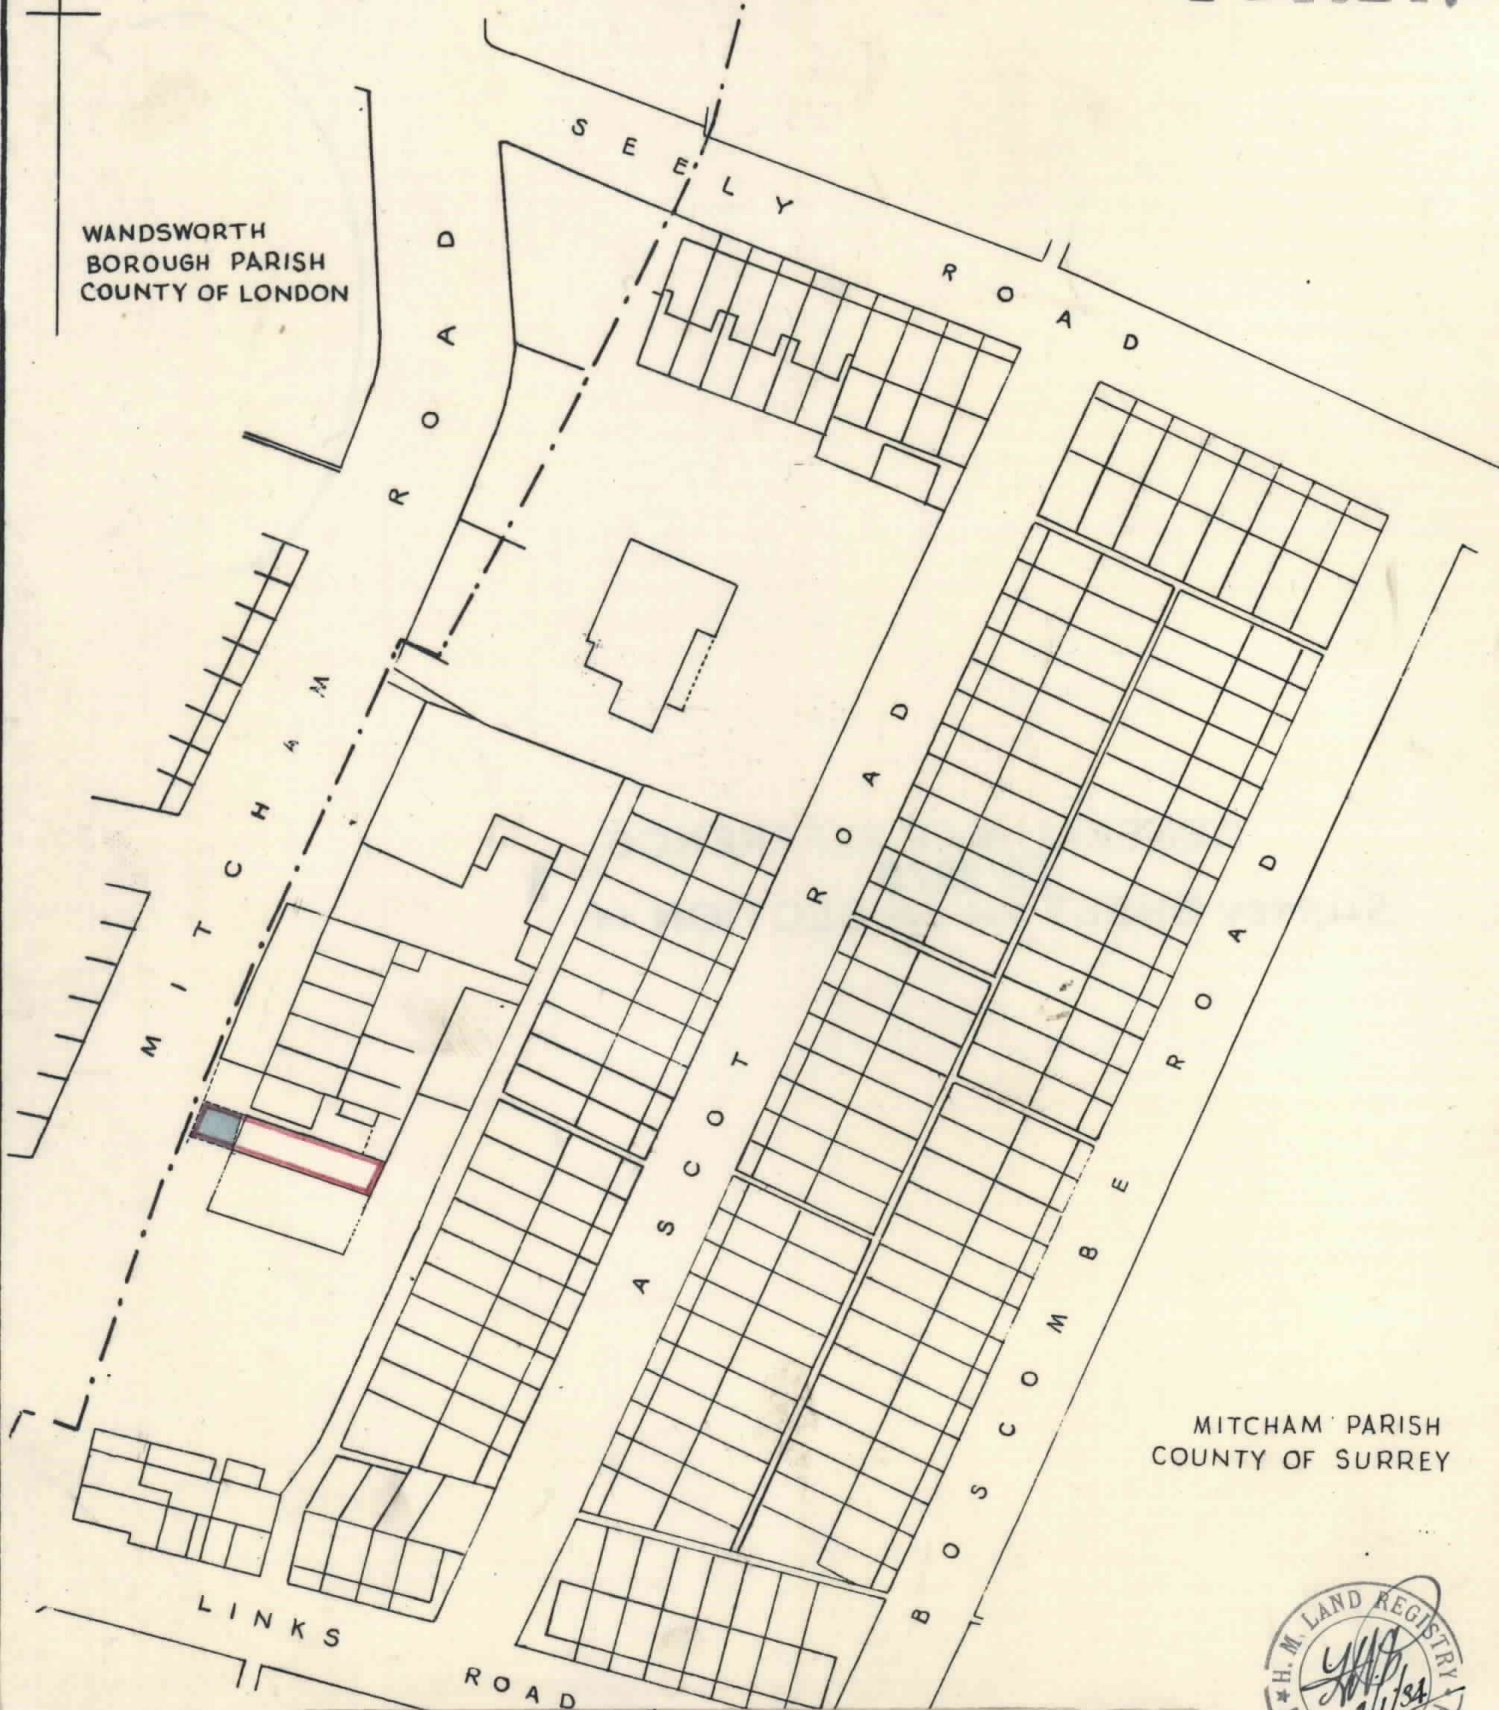 SEELY ROAD
WANDSWORTH
BOROUGH PARISH
COUNTY OF LONDON
MITCHAM ROAD
ASCOT ROAD
BOSCOMBE ROAD
MITCHAM PARISH
COUNTY OF SURREY
LINKS ROAD
H. M. LAND REGISTRY